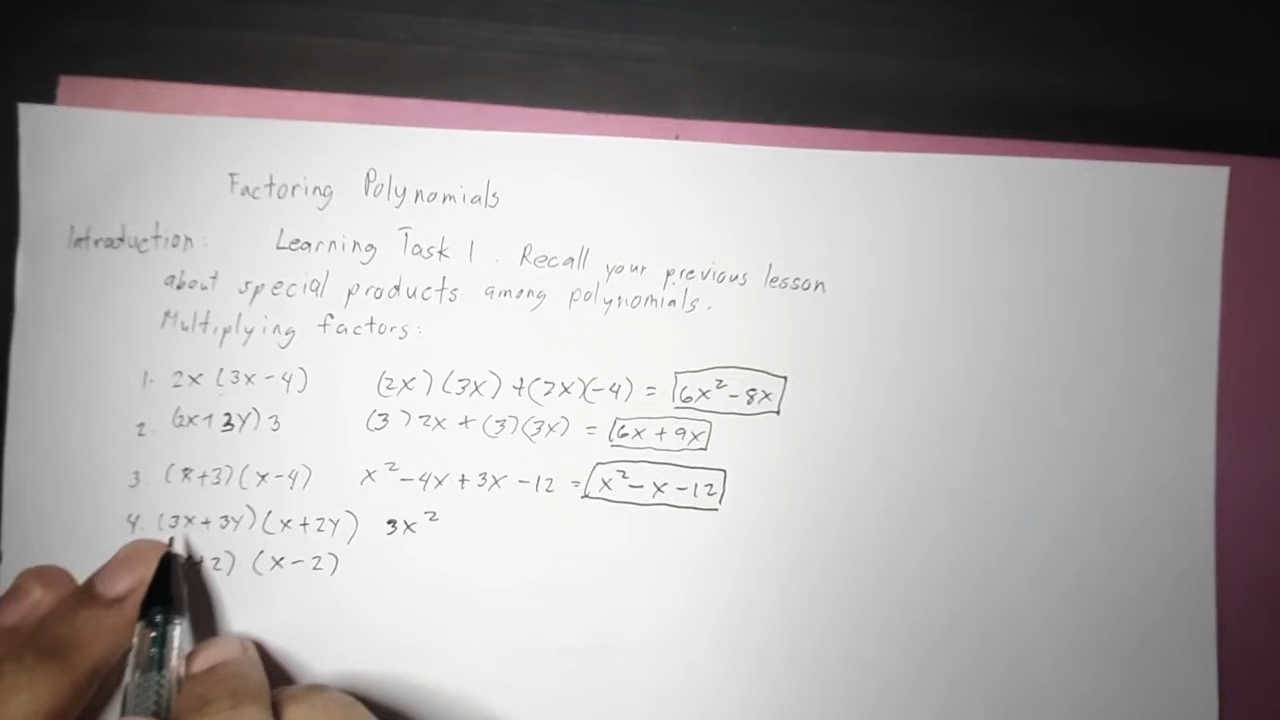 Factoring Polynomials
Introduction: Learning Task 1. Recall your previous lesson
about special products among polynomials.
Multiplying factors:
1. 2x (3x-4) (2x)(3x)+(2x)(-4) = 6x²-8x
2. (2x+3y)3 (3)2x+(3)(3x) = 6x+9x
3. (x+3)(x-4) x²-4x+3x-12 = x²-x-12
4. (3x+3y)(x+2y) 3x²
+2) (x-2)